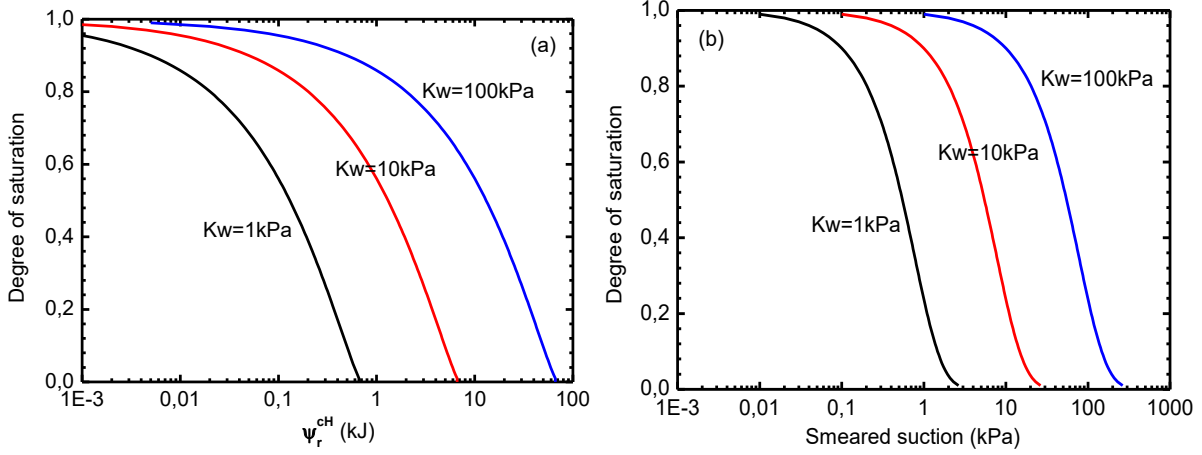 1,0
0,8
0,6
0,4
0,2
0,0
Degree of saturation
(a)
Kw=100kPa
Kw=10kPa
Kw=1kPa
1E-3 0,01 0,1 1 10 100
Ψ_r^cH (kJ)
1,0
0,8
0,6
0,4
0,2
0,0
Degree of saturation
(b)
Kw=100kPa
Kw=10kPa
Kw=1kPa
1E-3 0,01 0,1 1 10 100 1000
Smeared suction (kPa)